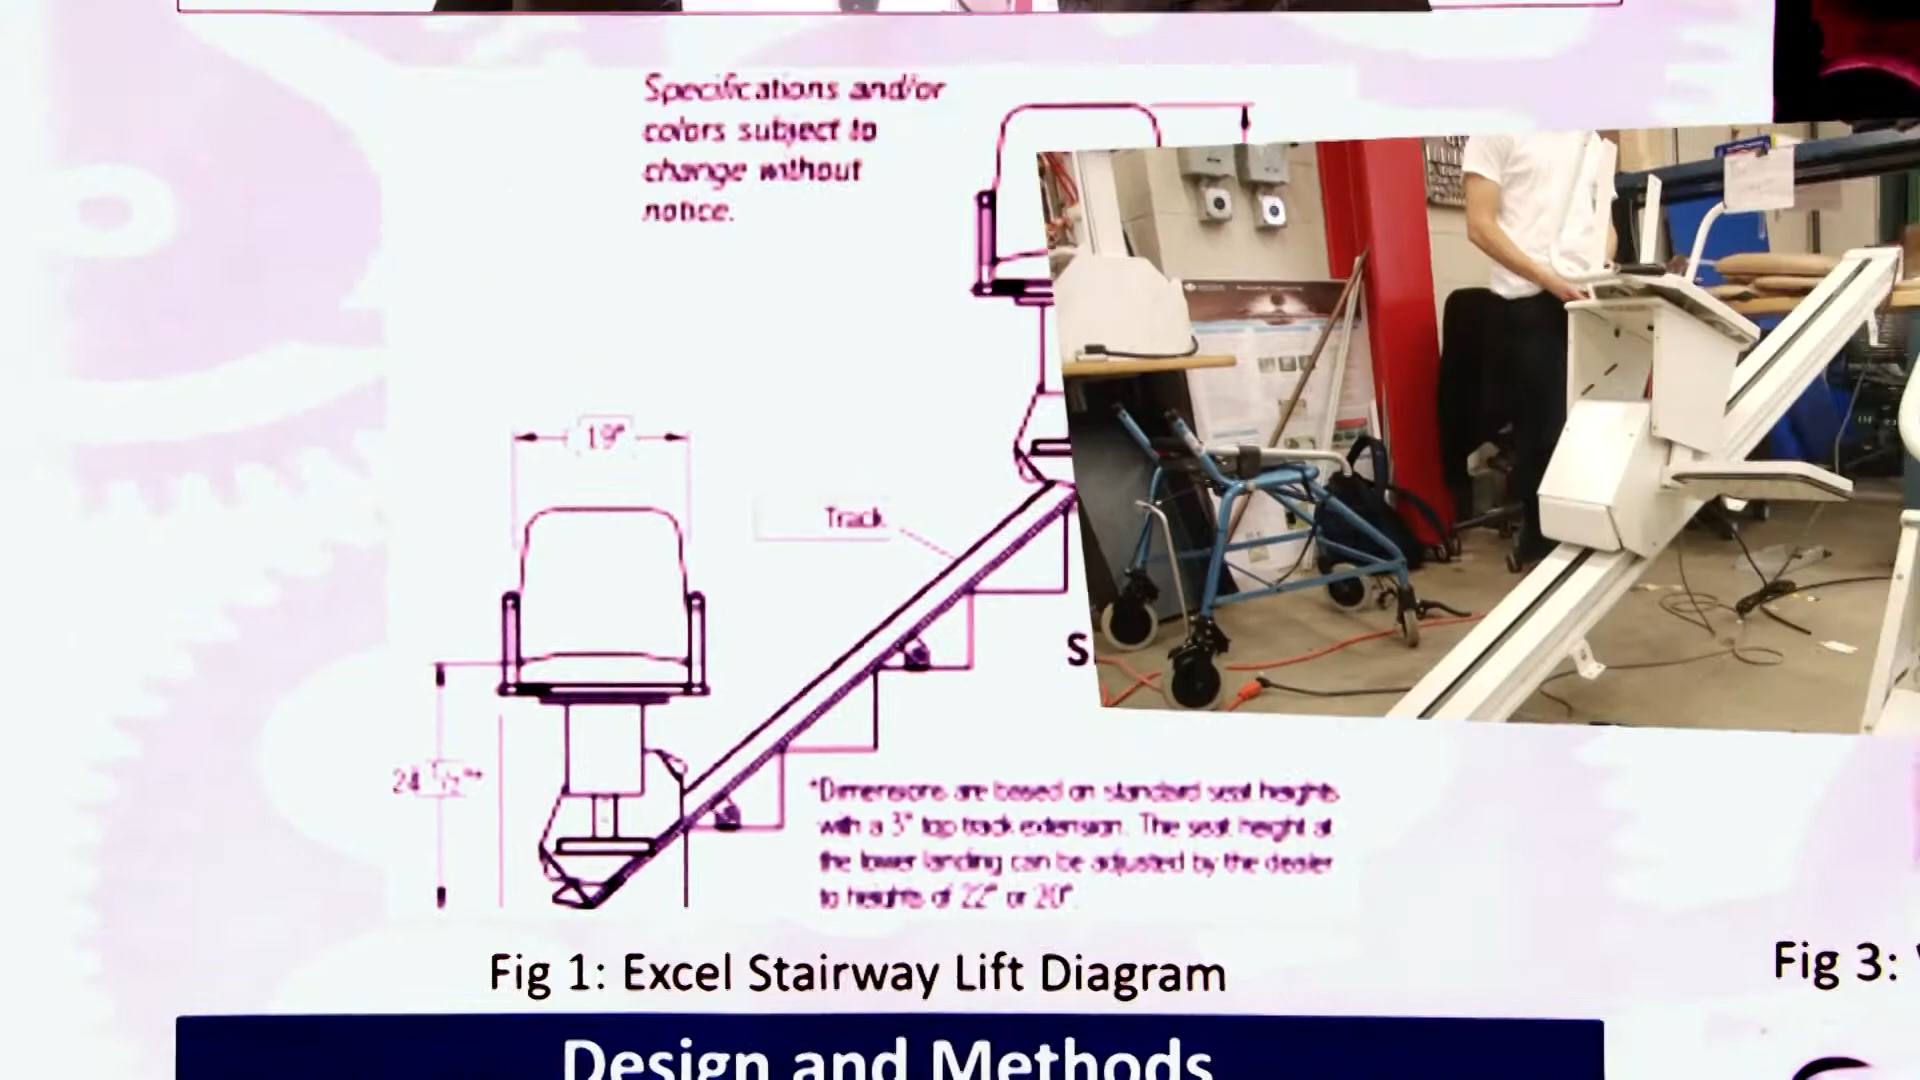 Specifications and/or
colors subject to
change without
notice.
19"
Track
24 1/2"*
*Dimensions are based on standard seat heights
with a 3" top track extension. The seat height at
the lower landing can be adjusted by the dealer
to heights of 22" or 20".
Fig 1: Excel Stairway Lift Diagram
Fig 3:
Design and Methods